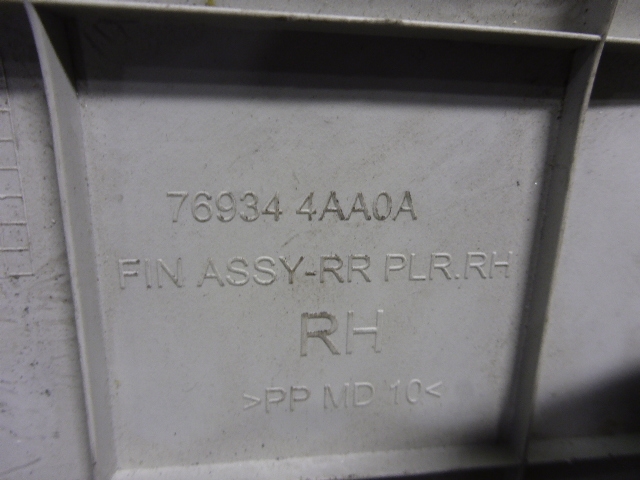 76934 4AA0A
FIN ASSY-RR PLR.RH
RH
>PP MD 10<